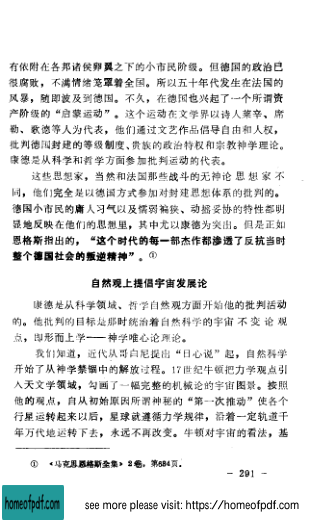 有依附在各邦诸侯卵翼之下的小市民阶级。但德国的政治已
很腐败，不满情绪笼罩着全国。所以五十年代发生在法国的
风暴，随即波及到德国。不久，在德国也兴起了一个所谓资
产阶级的“启蒙运动”。这个运动在文学界以诗人莱辛、席
勒、歌德等人为代表，他们通过文艺作品倡导自由和人权，
批判德国封建的等级制度、贵族的政治特权和宗教神学理论。
康德是从科学和哲学方面参加批判运动的代表。
这些思想家，当然和法国那些战斗的无神论思想家不
同，他们完全是以德国方式参加对封建思想体系的批判的。
德国小市民的庸人习气以及懦弱褊狭、动摇妥协的特性都明
显地反映在他们的思想里，其中尤以康德为突出。但是正如
恩格斯指出的，“这个时代的每一部杰作都渗透了反抗当时
整个德国社会的叛逆精神”。①
自然观上提倡宇宙发展论
康德是从科学领域、哲学自然观方面开始他的批判活动
的。他批判的目标是那时统治着自然科学的宇宙不变论观
点，即形而上学——神学唯心论理论。
我们知道，近代从哥白尼提出“日心说”起，自然科学
开始了从神学禁锢中的解放过程。17世纪牛顿把力学观点引
入天文学领域，勾画了一幅完整的机械论的宇宙图景。按照
他的观点，自从初始原因所谓神秘的“第一次推动”使各个
行星运转起来以后，星球就遵循力学规律，沿着一定轨道千
年万代地运转下去，永远不再改变。牛顿对宇宙的看法，基
① 《马克思恩格斯全集》2卷，第634页。
- 291 -
homeofpdf.com
see more please visit: https://homeofpdf.com